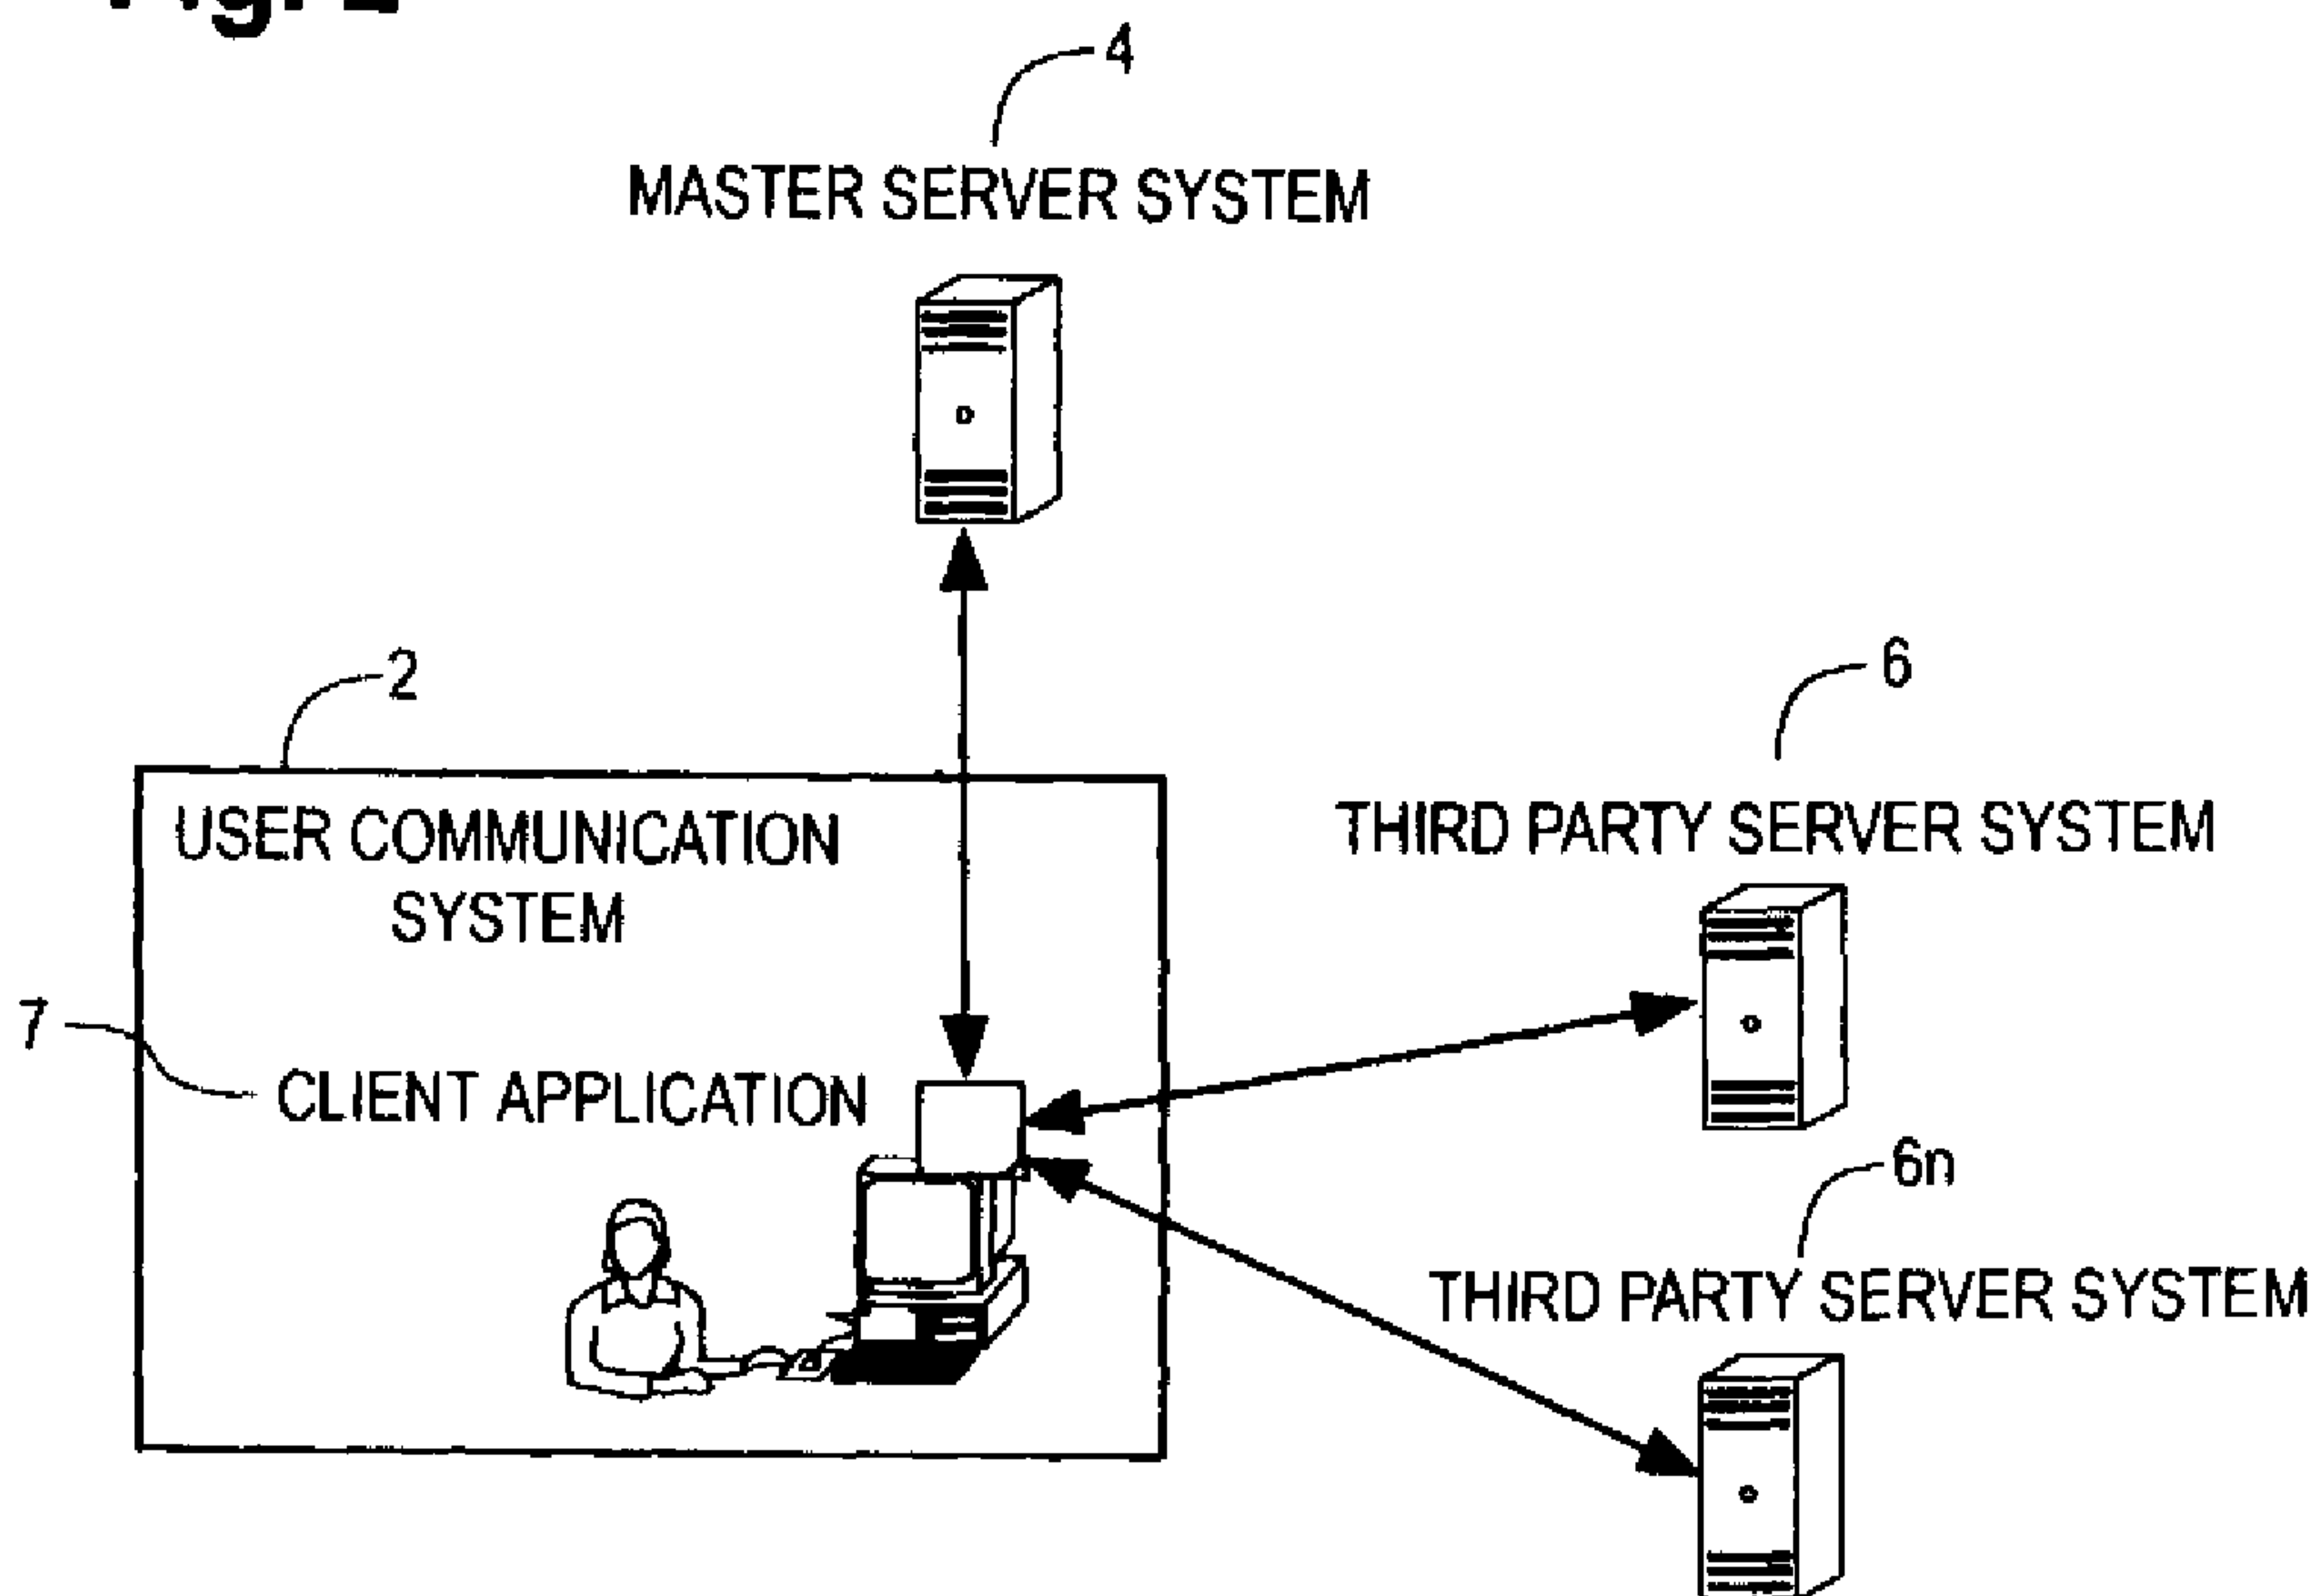 4
MASTER SERVER SYSTEM
2
6
USER COMMUNICATION
SYSTEM
THIRD PARTY SERVER SYSTEM
7
CLIENT APPLICATION
6n
THIRD PARTY SERVER SYSTEM